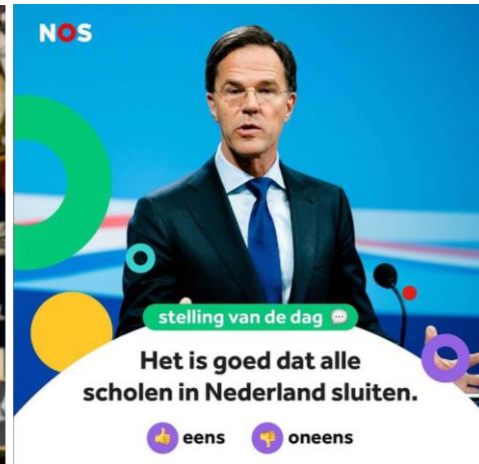 NOS
stelling van de dag
Het is goed dat alle
scholen in Nederland sluiten.
eens oneens